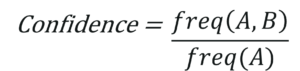 Confidence = freq(A, B) / freq(A)